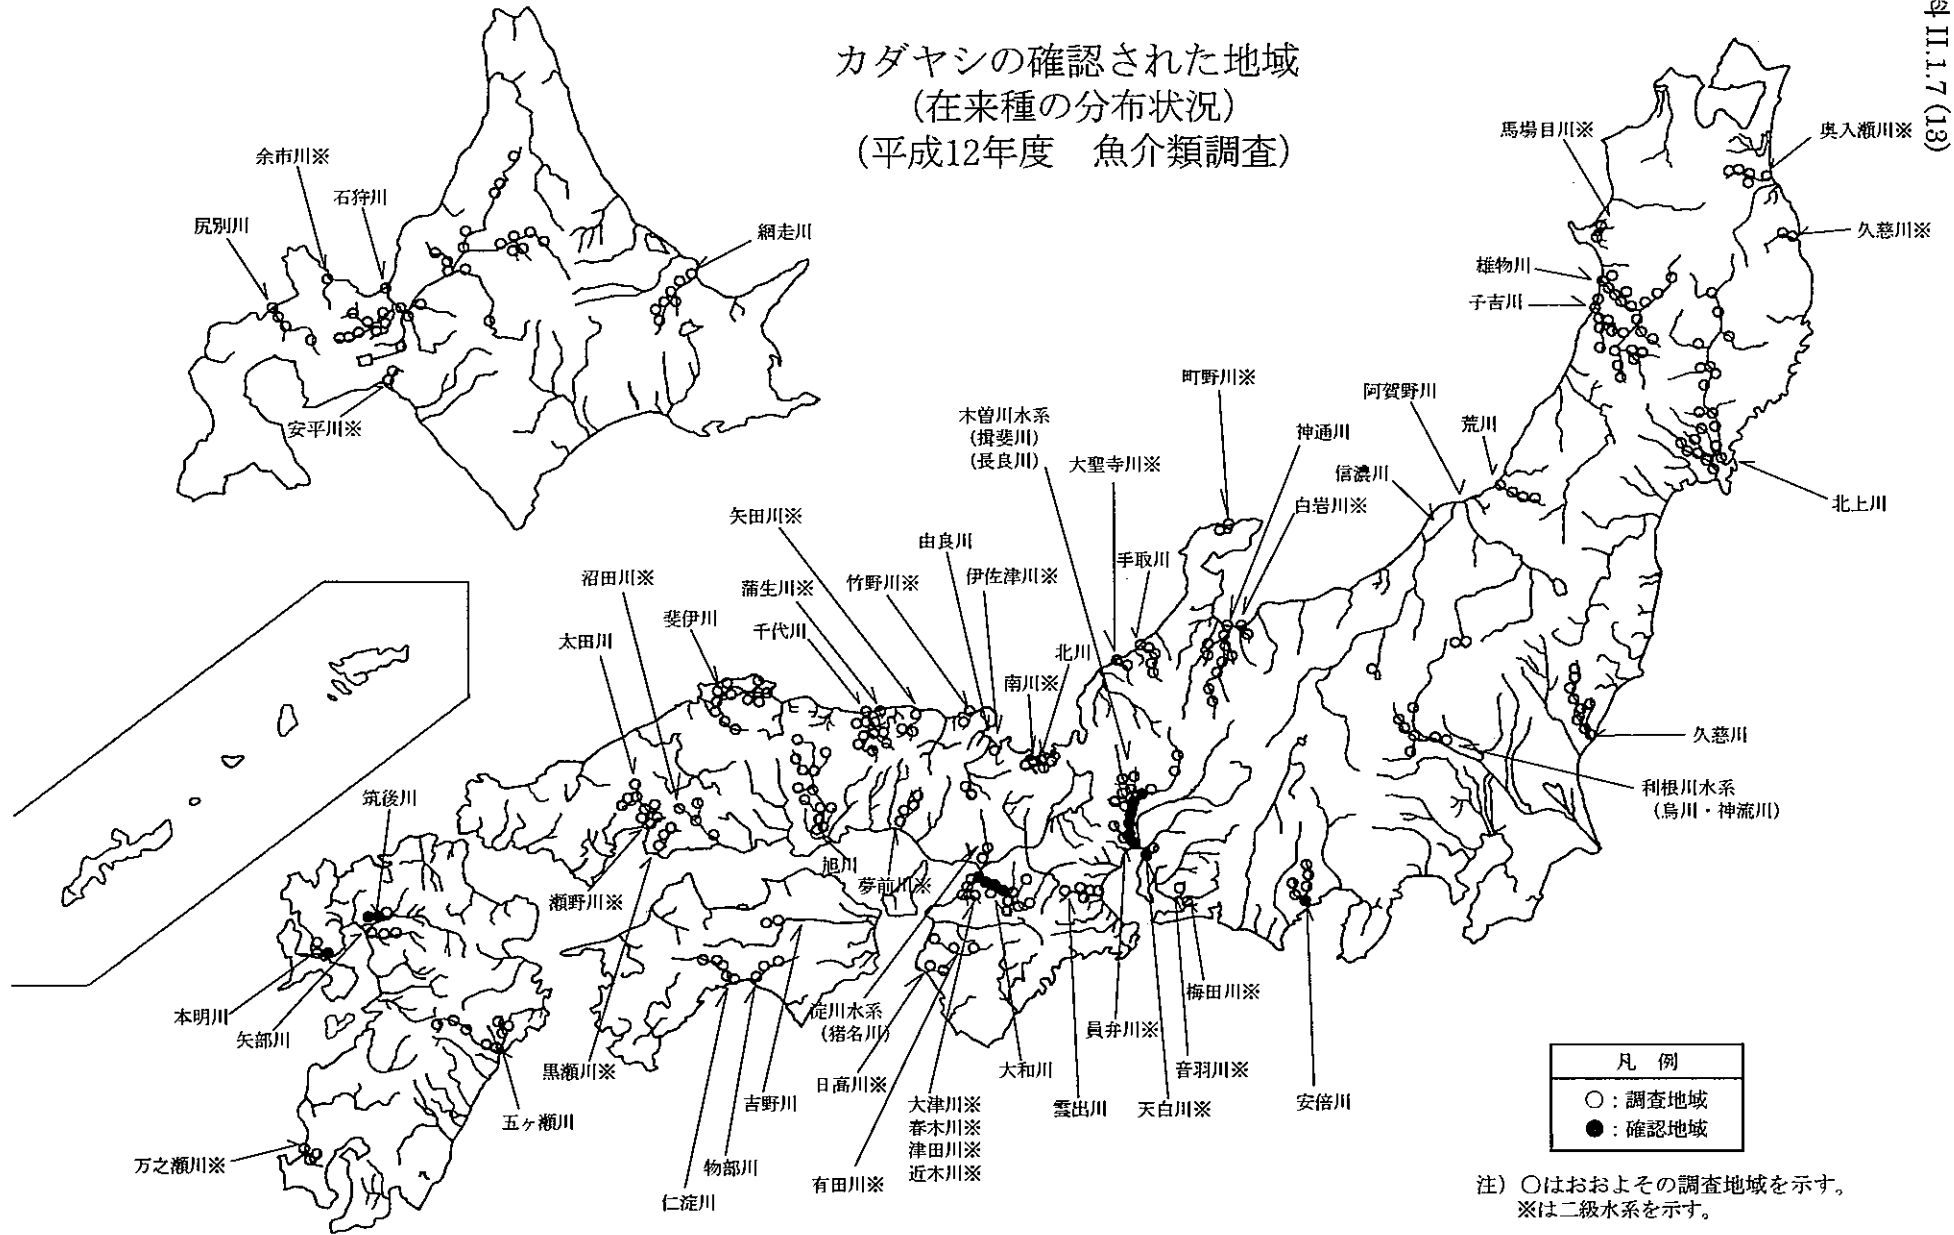 II.1.7 (13)
カダヤシの確認された地域
(在来種の分布状況)
(平成12年度 魚介類調査)
余市川※
石狩川
尻別川
網走川
安平川※
馬場目川※
奥入瀬川※
久慈川※
雄物川
子吉川
北上川
町野川※
阿賀野川
荒川
神通川
信濃川
白岩川※
木曽川水系
(揖斐川)
(長良川)
大聖寺川※
手取川
矢田川※
由良川
伊佐津川※
沼田川※
蒲生川※
竹野川※
斐伊川
千代川
太田川
北川
南川※
久慈川
利根川水系
(烏川・神流川)
筑後川
旭川
夢前川※
瀬野川※
本明川
矢部川
淀川水系
(猪名川)
梅田川※
員弁川※
黒瀬川※
日高川※
大和川
音羽川※
吉野川
大津川※
春木川※
津田川※
近木川※
雲出川
天白川※
安倍川
五ヶ瀬川
万之瀬川※
物部川
有田川※
仁淀川
凡 例
○:調査地域
●:確認地域
注) ○はおおよその調査地域を示す。
※は二級水系を示す。